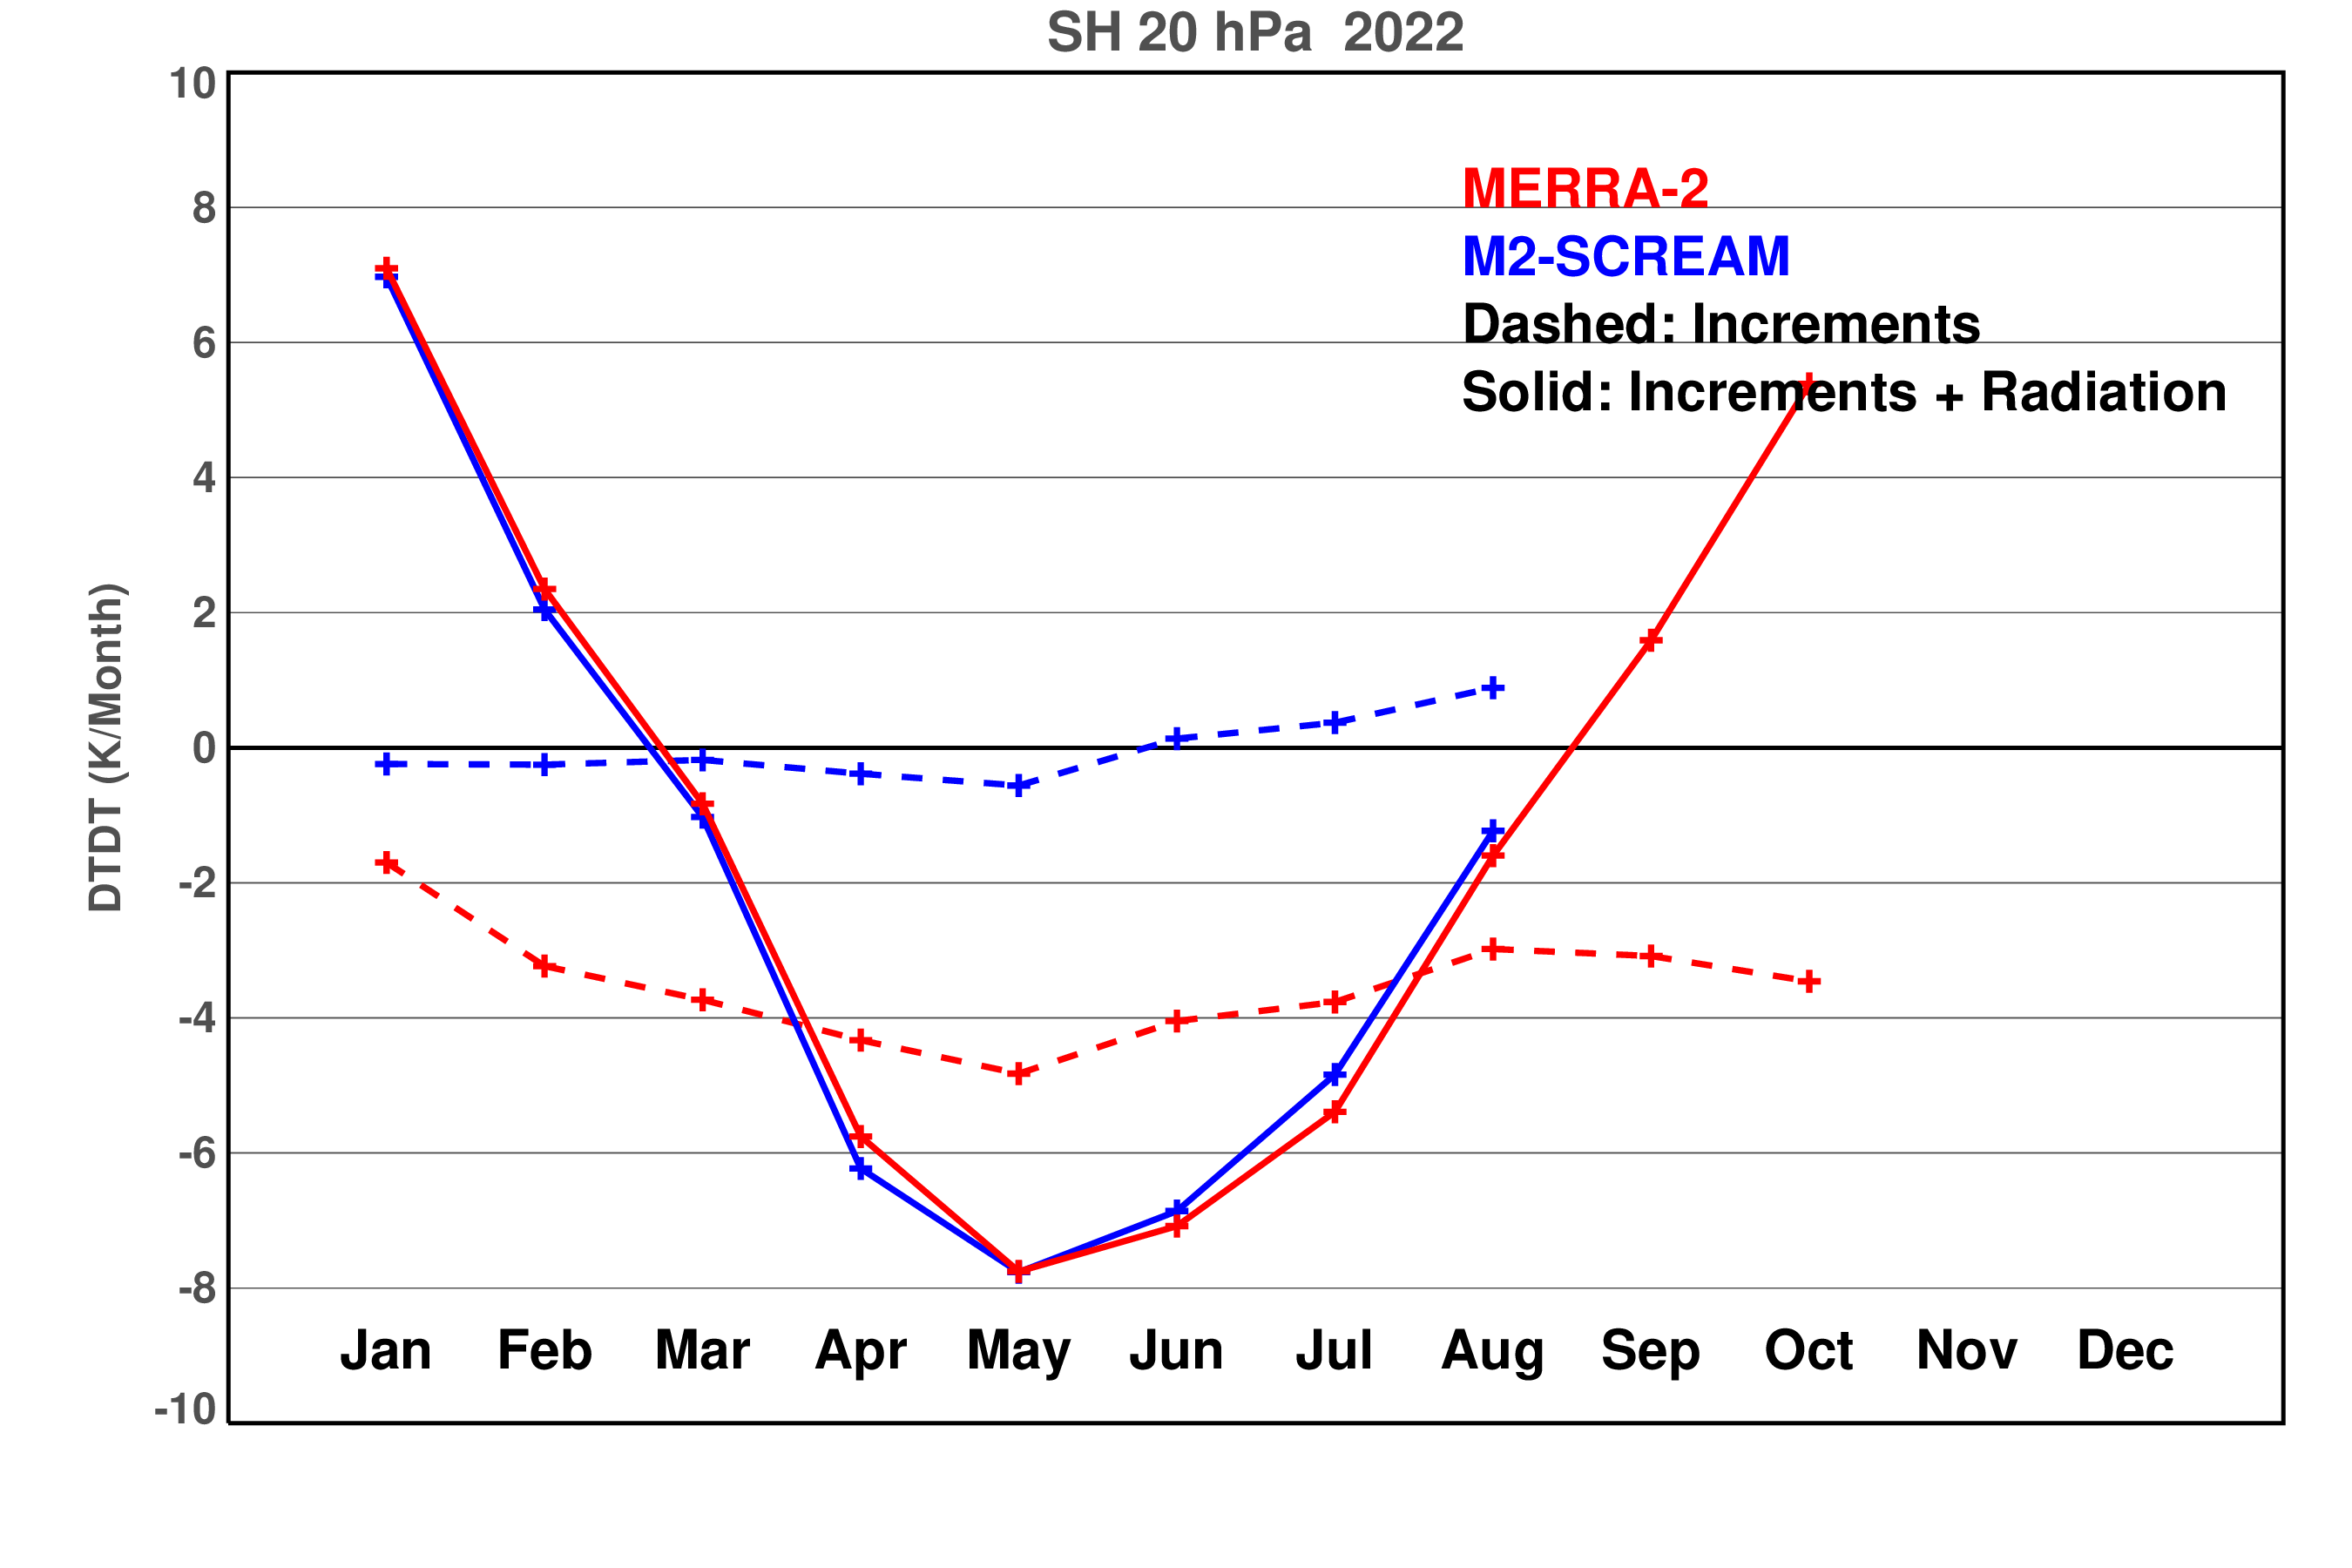 SH 20 hPa  2022
10
8
6
4
2
0
-2
-4
-6
-8
-10
DTDT (K//Month)
MERRA-2
M2-SCREAM
Dashed: Increments
Solid: Increments + Radiation
Jan Feb Mar Apr May Jun Jul Aug Sep Oct Nov Dec